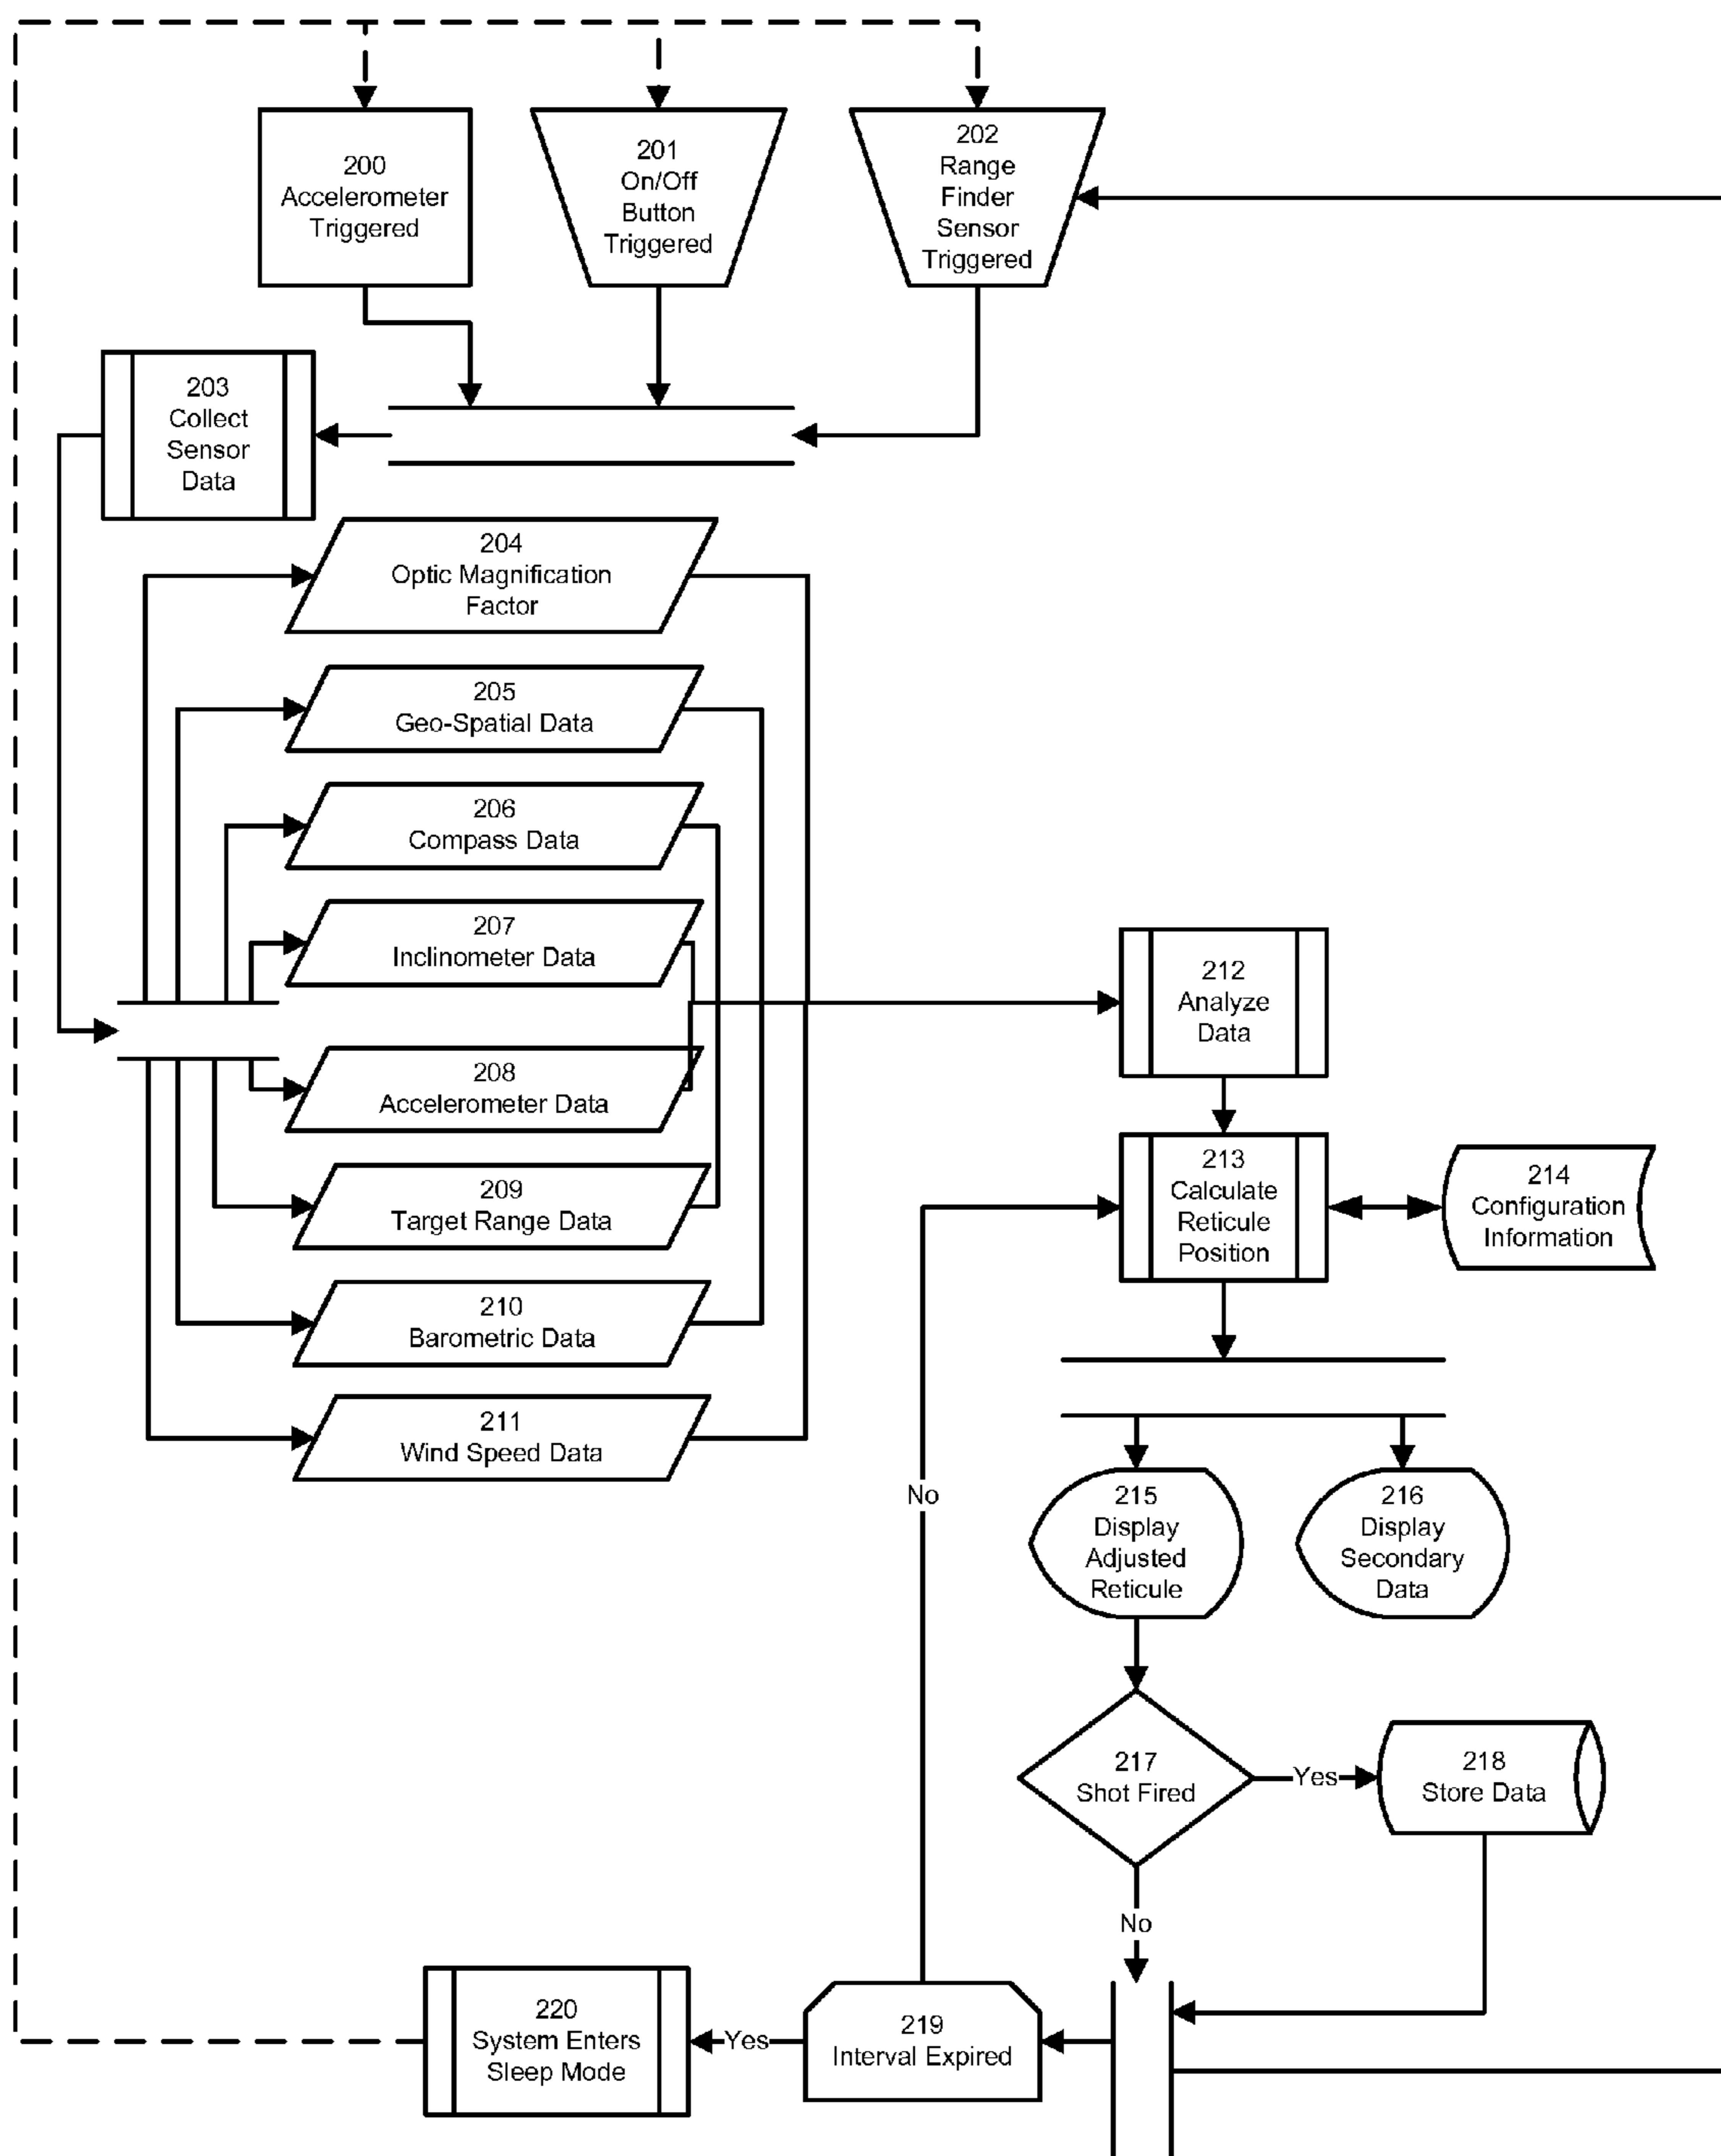 200
Accelerometer
Triggered
201
On/Off
Button
Triggered
202
Range
Finder
Sensor
Triggered
203
Collect
Sensor
Data
204
Optic Magnification
Factor
205
Geo-Spatial Data
206
Compass Data
207
Inclinometer Data
208
Accelerometer Data
209
Target Range Data
210
Barometric Data
211
Wind Speed Data
212
Analyze
Data
213
Calculate
Reticule
Position
214
Configuration
Information
No
215
Display
Adjusted
Reticule
216
Display
Secondary
Data
217
Shot Fired
Yes
218
Store Data
No
219
Interval Expired
Yes
220
System Enters
Sleep Mode